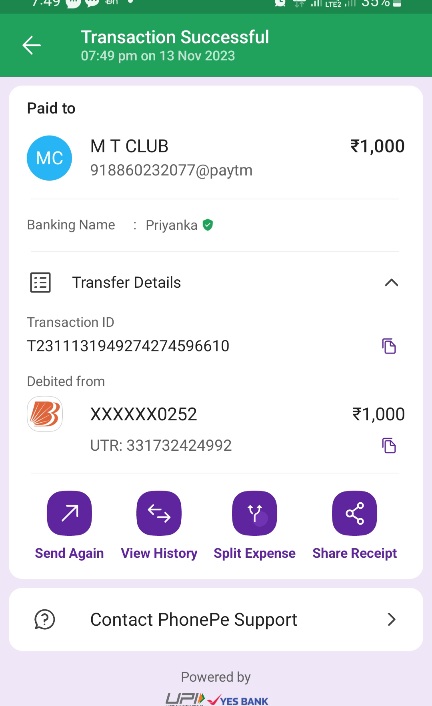 7:49 35%
LTE2
Transaction Successful
07:49 pm on 13 Nov 2023
Paid to
MC M T CLUB ₹1,000
918860232077@paytm
Banking Name : Priyanka
Transfer Details
Transaction ID
T2311131949274274596610
Debited from
XXXXXX0252 ₹1,000
UTR: 331732424992
Send Again View History Split Expense Share Receipt
Contact PhonePe Support
Powered by
UPI YES BANK